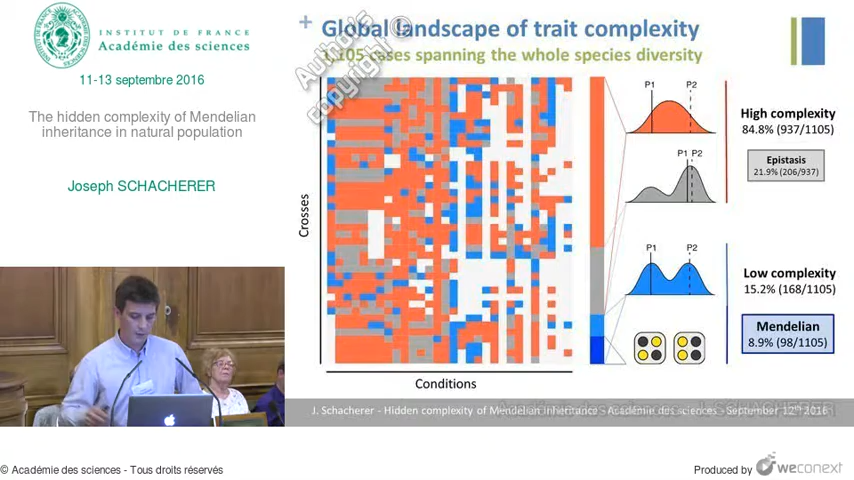 INSTITUT DE FRANCE
Académie des sciences
11-13 septembre 2016
The hidden complexity of Mendelian
inheritance in natural population
Joseph SCHACHERER
+ Global landscape of trait complexity
1,105 cases spanning the whole species diversity
Authors
copyright ©
Crosses
Conditions
P1 P2
High complexity
84.8% (937/1105)
P1 P2
Epistasis
21.9% (206/937)
P1 P2
Low complexity
15.2% (168/1105)
Mendelian
8.9% (98/1105)
J. Schacherer - Hidden complexity of Mendelian inheritance - Académie des sciences - September 12th 2016
J. SCHACHERER
© Académie des sciences - Tous droits réservés
Produced by weconext